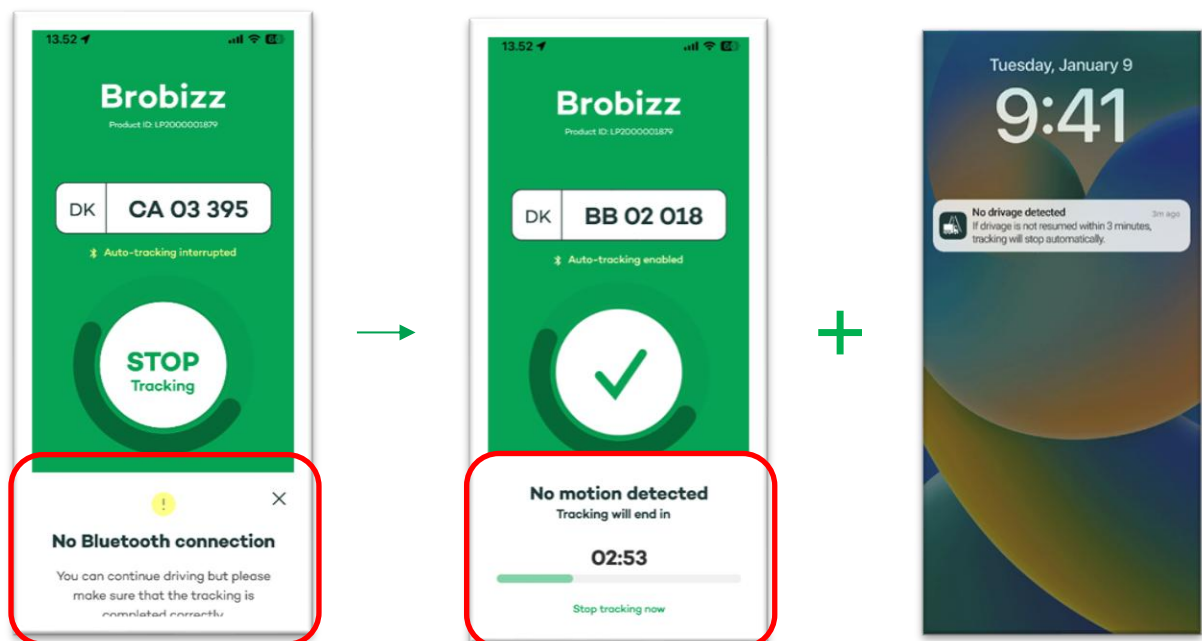 13.52
Brobizz
Product ID: LP2000001879
DK CA 03 395
Auto-tracking interrupted
STOP
Tracking
!
No Bluetooth connection
You can continue driving but please
make sure that the tracking is
completed correctly
13.52
Brobizz
Product ID: LP2000001879
DK BB 02 018
Auto-tracking enabled
No motion detected
Tracking will end in
02:53
Stop tracking now
+
Tuesday, January 9
9:41
No drivage detected 3m ago
If drivage is not resumed within 3 minutes,
tracking will stop automatically.